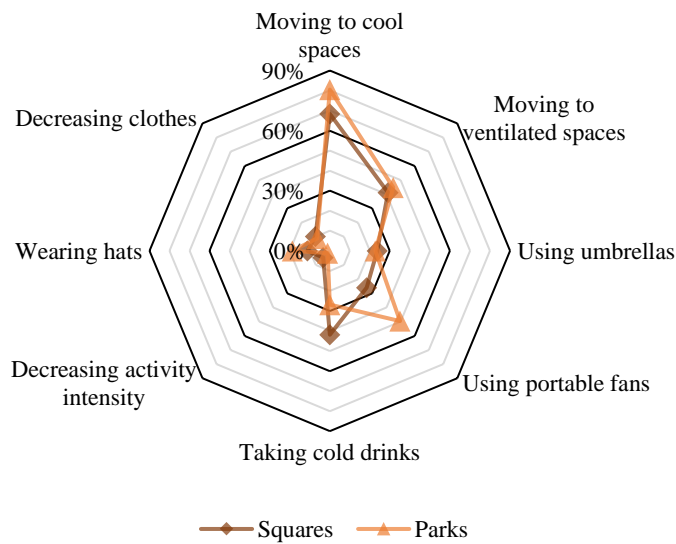 Moving to cool
spaces
90%
Moving to
ventilated spaces
Decreasing clothes
60%
30%
Wearing hats
0%
Using umbrellas
Decreasing activity
intensity
Using portable fans
Taking cold drinks
Squares
Parks